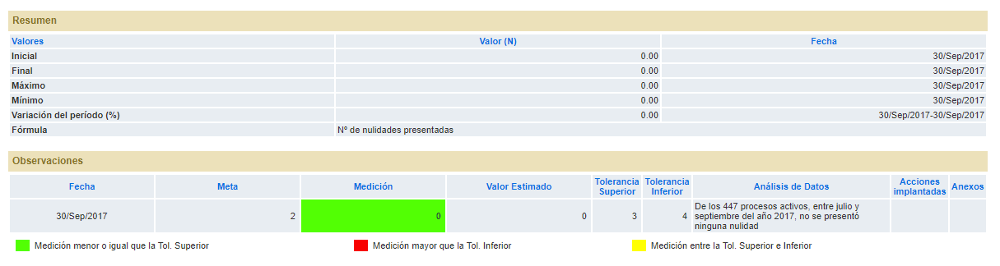 Resumen
Valores Valor (N) Fecha
Inicial 0.00 30/Sep/2017
Final 0.00 30/Sep/2017
Máximo 0.00 30/Sep/2017
Mínimo 0.00 30/Sep/2017
Variación del período (%) 0.00 30/Sep/2017-30/Sep/2017
Fórmula Nº de nulidades presentadas
Observaciones
Fecha Meta Medición Valor Estimado Tolerancia Superior Tolerancia Inferior Análisis de Datos Acciones implantadas Anexos
30/Sep/2017 2 0 0 3 4 De los 447 procesos activos, entre julio y
septiembre del año 2017, no se presentó
ninguna nulidad
Medición menor o igual que la Tol. Superior Medición mayor que la Tol. Inferior Medición entre la Tol. Superior e Inferior